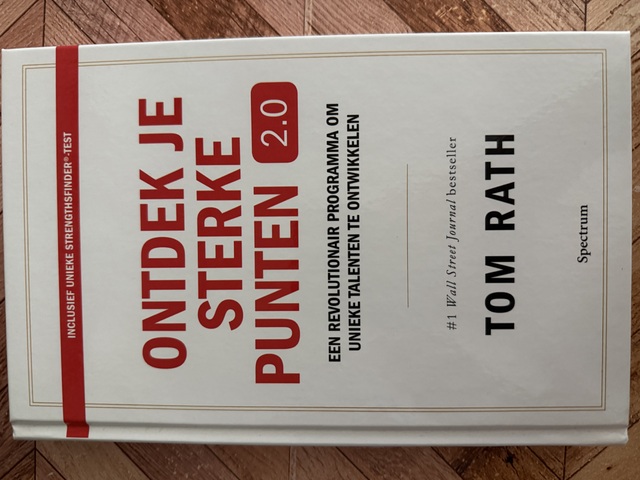 INCLUSIEF UNIEKE STRENGTHSFINDER®-TEST
ONTDEK JE
STERKE
PUNTEN 2.0
EEN REVOLUTIONAIR PROGRAMMA OM
UNIEKE TALENTEN TE ONTWIKKELEN
#1 Wall Street Journal bestseller
TOM RATH
Spectrum